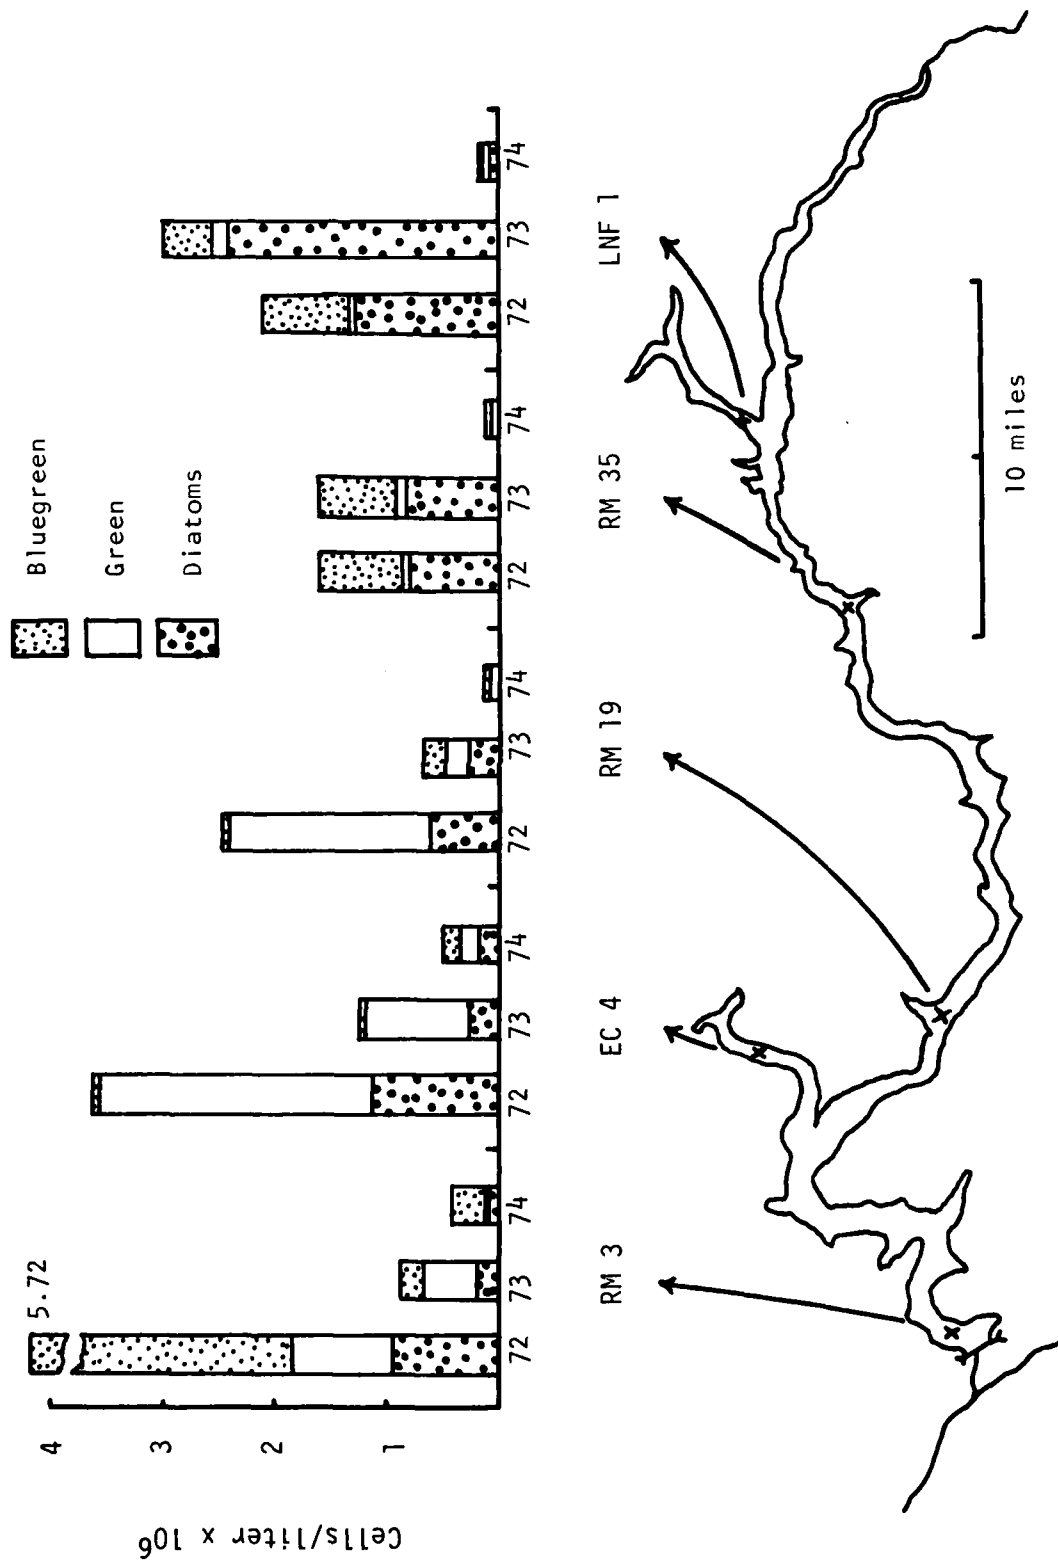 Cells/liter x 10⁶
4
3
2
1
5.72
Bluegreen
Green
Diatoms
72 73 74 72 73 74 72 73 74 72 73 74 72 73 74
RM 3 EC 4 RM 19 RM 35 LNF 1
10 miles